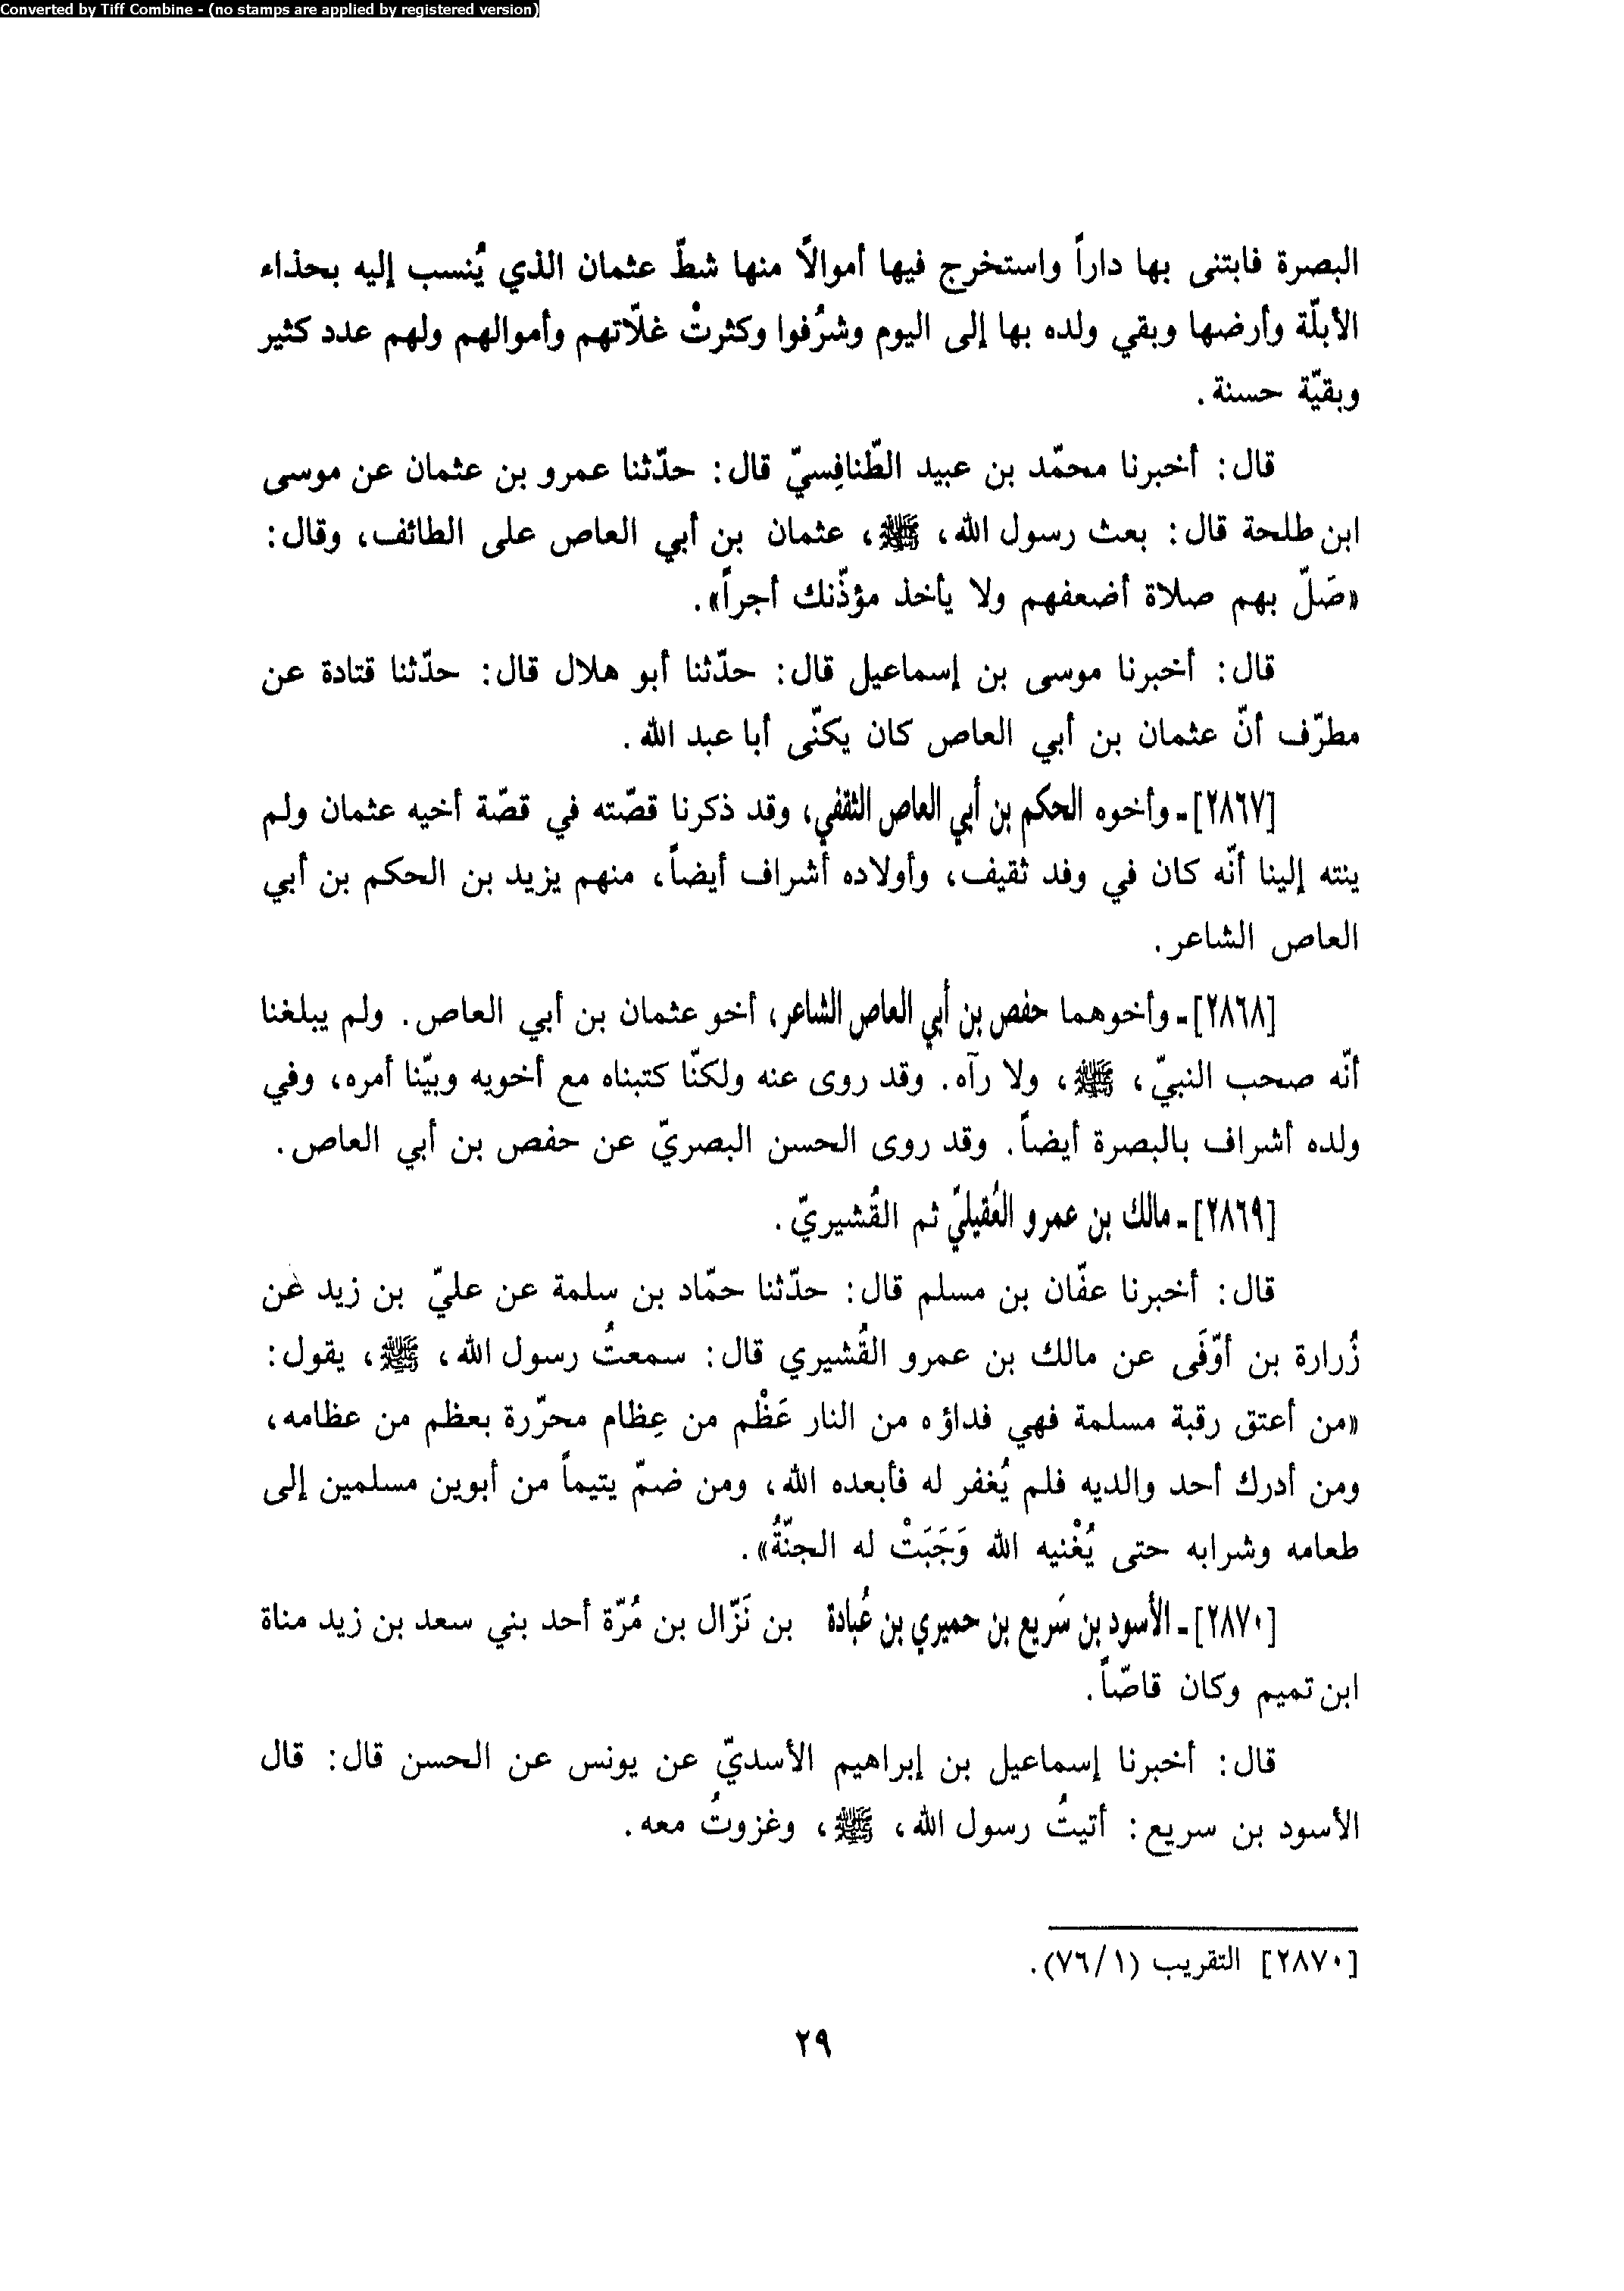 Converted by Tiff Combine - (no stamps are applied by registered version)
البصرة فابتنى بها داراً واستخرج فيها أموالاً منها شطّ عثمان الذي يُنسب إليه بحذاء
الأبلّة وأرضها وبقي ولده بها إلى اليوم وشرُفوا وكثرتْ غلّاتهم وأموالهم ولهم عدد كثير
وبقيّة حسنة.
قال: أخبرنا محمّد بن عبيد الطّنافِسيّ قال: حدّثنا عمرو بن عثمان عن موسى
ابن طلحة قال: بعث رسول الله، ﷺ، عثمان بن أبي العاص على الطائف، وقال:
«صَلّ بهم صلاة أضعفهم ولا يأخذ مؤذّنك أجراً».
قال: أخبرنا موسى بن إسماعيل قال: حدّثنا أبو هلال قال: حدّثنا قتادة عن
مطرّف أنّ عثمان بن أبي العاص كان يكنّى أبا عبد الله.
[٢٨٦٧]ـ وأخوه الحكم بن أبي العاص الثقفي، وقد ذكرنا قصّته في قصّة أخيه عثمان ولم
ينته إلينا أنّه كان في وفد ثقيف، وأولاده أشراف أيضاً، منهم يزيد بن الحكم بن أبي
العاص الشاعر.
[٢٨٦٨]ـ وأخوهما حفص بن أبي العاص الشاعر، أخو عثمان بن أبي العاص. ولم يبلغنا
أنّه صحب النبيّ، ﷺ، ولا رآه. وقد روى عنه ولكنّا كتبناه مع أخويه وبيّنا أمره، وفي
ولده أشراف بالبصرة أيضاً. وقد روى الحسن البصريّ عن حفص بن أبي العاص.
[٢٨٦٩]ـ مالك بن عمرو العُقيليّ ثم القُشيريّ.
قال: أخبرنا عفّان بن مسلم قال: حدّثنا حمّاد بن سلمة عن عليّ بن زيد عن
زُرارة بن أوّفَى عن مالك بن عمرو القُشيري قال: سمعتُ رسول الله، ﷺ، يقول:
«من أعتق رقبة مسلمة فهي فداؤه من النار عَظْم من عِظام محرّرة بعظم من عظامه،
ومن أدرك أحد والديه فلم يُغفر له فأبعده الله، ومن ضمّ يتيماً من أبوين مسلمين إلى
طعامه وشرابه حتى يُغْنيه الله وَجَبَتْ له الجنّةُ».
[٢٨٧٠]ـ الأسود بن سَريع بن حميري بن عُبادة بن نَزّال بن مُرّة أحد بني سعد بن زيد مناة
ابن تميم وكان قاصّاً.
قال: أخبرنا إسماعيل بن إبراهيم الأسديّ عن يونس عن الحسن قال: قال
الأسود بن سريع: أتيتُ رسول الله، ﷺ، وغزوتُ معه.
[٢٨٧٠] التقريب (٧٦/١).
٢٩